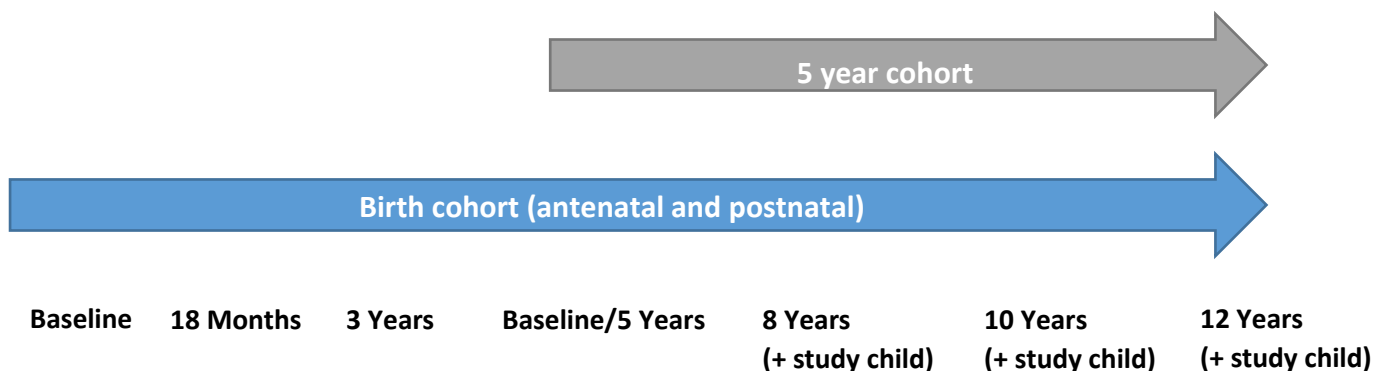 5 year cohort
Birth cohort (antenatal and postnatal)
Baseline 18 Months 3 Years Baseline/5 Years 8 Years 10 Years 12 Years
(+ study child) (+ study child) (+ study child)